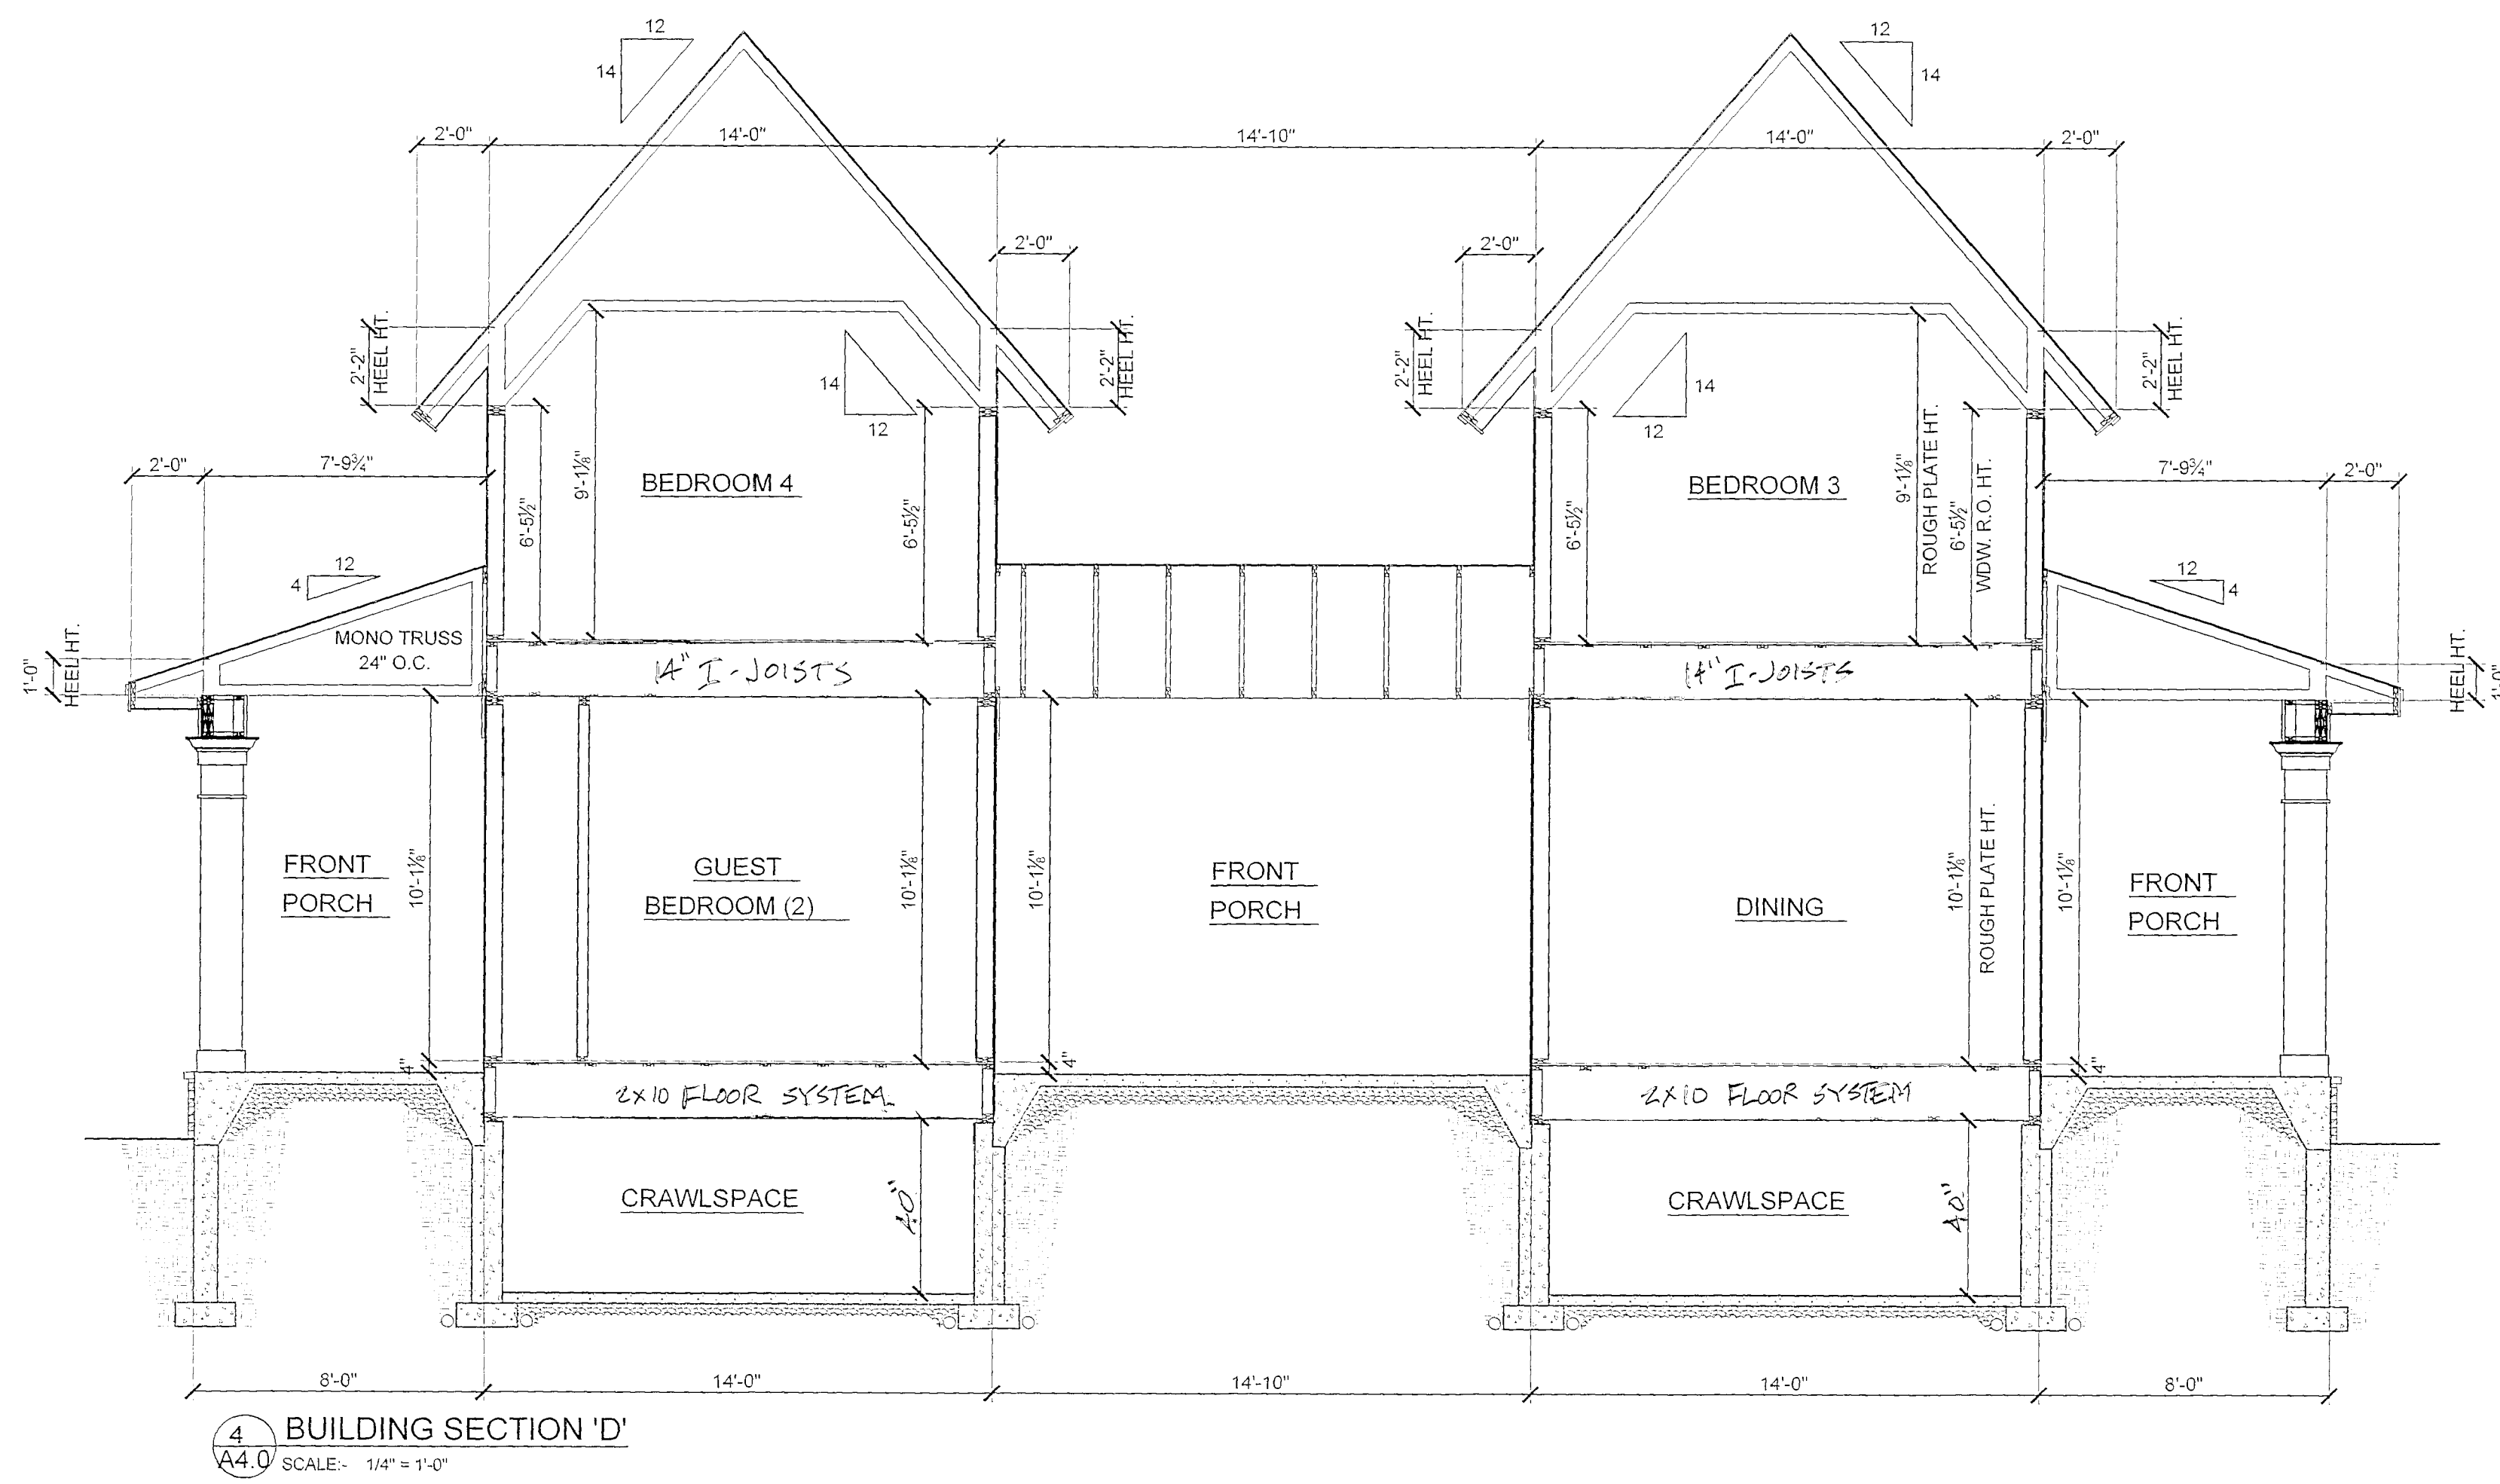 12
14
12
14
2'-0"
14'-0"
14'-10"
14'-0"
2'-0"
2'-0"
2'-0"
2'-2"
HEEL HT.
2'-2"
HEEL HT.
2'-2"
HEEL HT.
2'-2"
HEEL HT.
14
12
14
12
2'-0"
7'-9¾"
6'-5½"
9'-1⅛"
BEDROOM 4
6'-5½"
6'-5½"
BEDROOM 3
9'-1⅛"
ROUGH PLATE HT.
6'-5½"
WDW. R.O. HT.
7'-9¾"
2'-0"
12
4
12
4
MONO TRUSS
24" O.C.
1'-0"
HEEL HT.
14" I-JOISTS
14" I-JOISTS
HEEL HT.
1'-0"
FRONT
PORCH
10'-1⅛"
GUEST
BEDROOM (2)
10'-1⅛"
10'-1⅛"
FRONT
PORCH
DINING
10'-1⅛"
ROUGH PLATE HT.
10'-1⅛"
FRONT
PORCH
4"
4"
4"
2X10 FLOOR SYSTEM
2X10 FLOOR SYSTEM
CRAWLSPACE
40"
CRAWLSPACE
40"
8'-0"
14'-0"
14'-10"
14'-0"
8'-0"
4
A4.0
BUILDING SECTION 'D'
SCALE:- 1/4" = 1'-0"